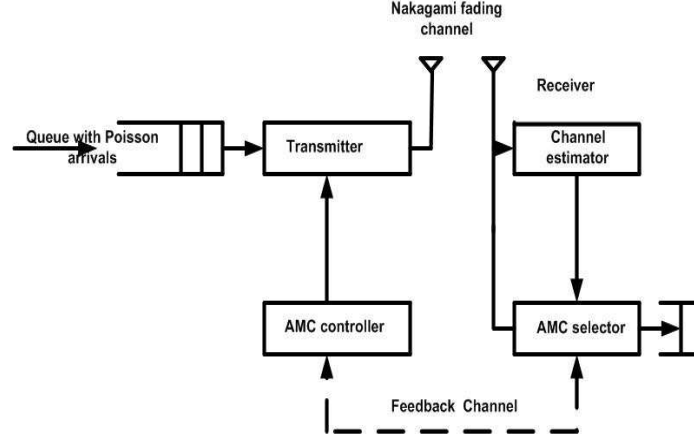 Nakagami fading
channel
Receiver
Queue with Poisson
arrivals
Transmitter
Channel
estimator
AMC controller
AMC selector
Feedback Channel